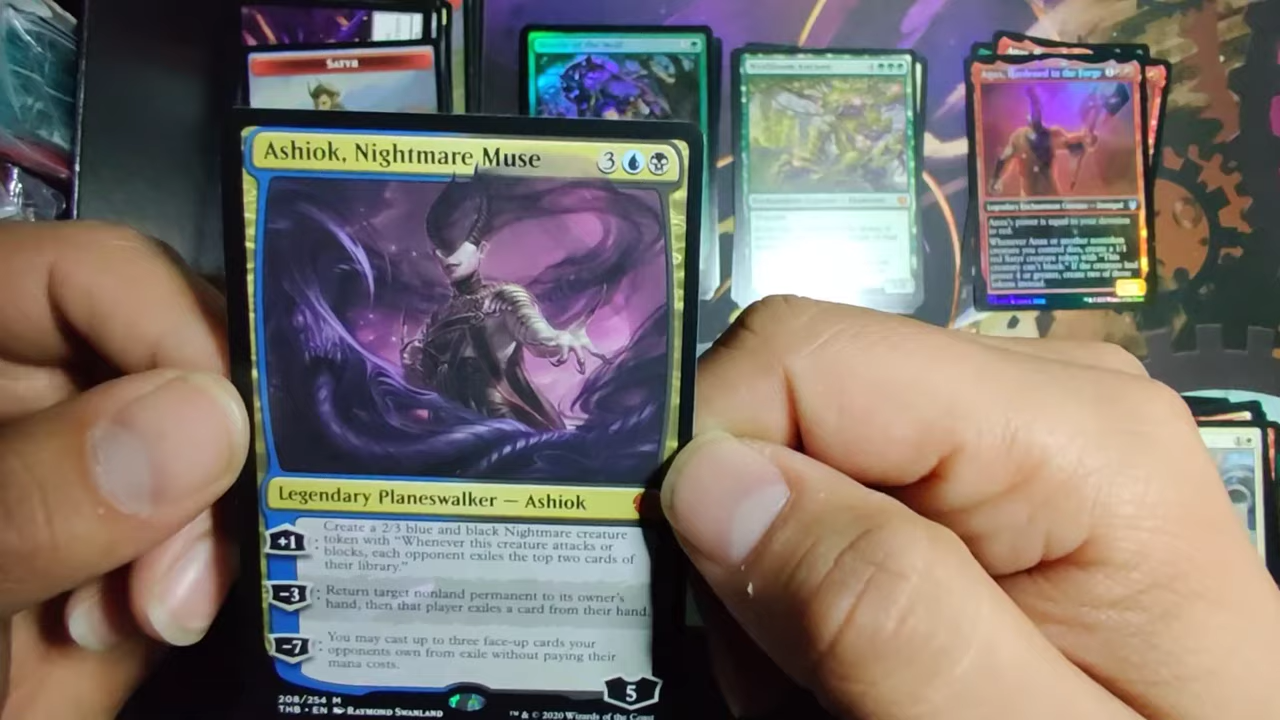 SATYR
Ashiok, Nightmare Muse 3
Legendary Planeswalker — Ashiok
+1 : Create a 2/3 blue and black Nightmare creature
token with “Whenever this creature attacks or
blocks, each opponent exiles the top two cards of
their library.”
−3 : Return target nonland permanent to its owner's
hand, then that player exiles a card from their hand.
−7 : You may cast up to three face-up cards your
opponents own from exile without paying their
mana costs.
5
208/254 M
THB • EN RAYMOND SWANLAND
™ & © 2020 Wizards of the Coast
Legendary Enchantment Creature — Demigod
power is equal to your devotion
to red.
Whenever Anax or another nontoken
creature you control dies, create a 1/1
red Satyr creature token with “This
creature can't block.” If the creature had
power 4 or greater, create two of those
tokens instead.